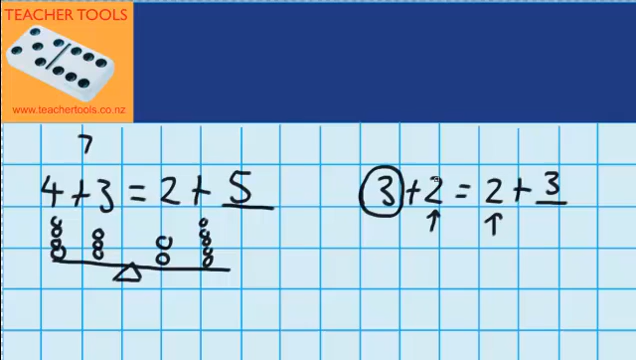 TEACHER TOOLS
www.teachertools.co.nz
7
4 + 3 = 2 + 5
3 + 2 = 2 + 3